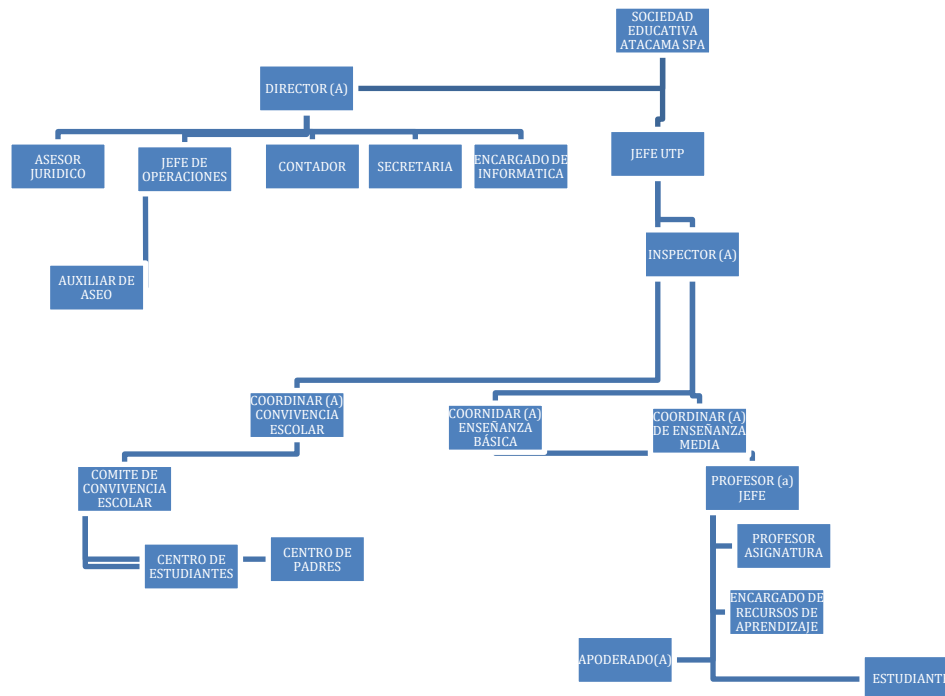 SOCIEDAD
EDUCATIVA
ATACAMA SPA
DIRECTOR (A)
JEFE UTP
ASESOR
JURIDICO
JEFE DE
OPERACIONES
CONTADOR
SECRETARIA
ENCARGADO DE
INFORMATICA
INSPECTOR (A)
AUXILIAR DE
ASEO
COORDINAR (A)
CONVIVENCIA
ESCOLAR
COORNIDAR (A)
ENSEÑANZA
BÁSICA
COORDINAR (A)
DE ENSEÑANZA
MEDIA
COMITE DE
CONVIVENCIA
ESCOLAR
PROFESOR (a)
JEFE
CENTRO DE
ESTUDIANTES
CENTRO DE
PADRES
PROFESOR
ASIGNATURA
ENCARGADO DE
RECURSOS DE
APRENDIZAJE
APODERADO(A)
ESTUDIANTE